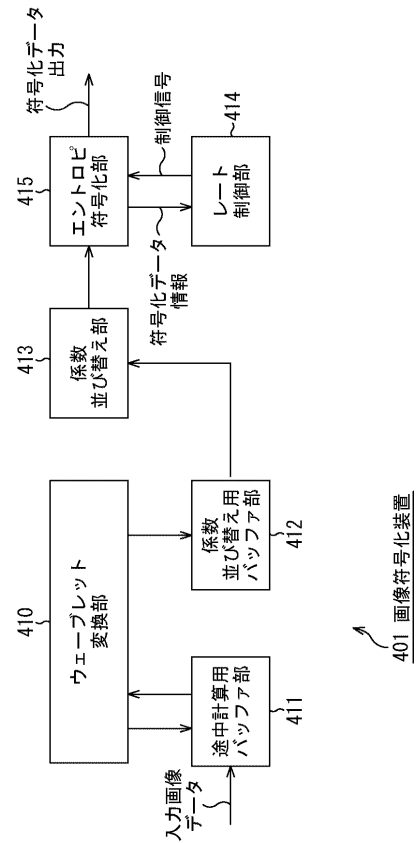 410
ウェーブレット
変換部
413
係数
並び替え部
415
エントロピ
符号化部
符号化データ
出力
入力画像
データ
途中計算用
バッファ部
411
係数
並び替え用
バッファ部
412
符号化データ
情報
制御信号
レート
制御部
414
401 画像符号化装置